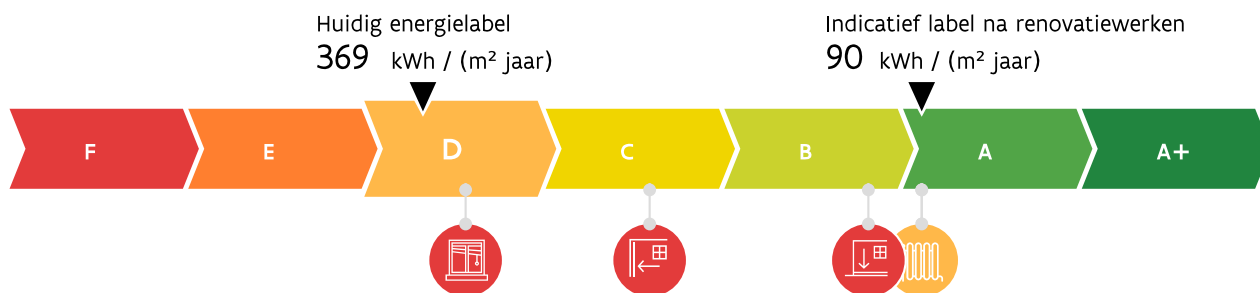 Huidig energielabel
369 kWh / (m² jaar)
Indicatief label na renovatiewerken
90 kWh / (m² jaar)
F E D C B A A+